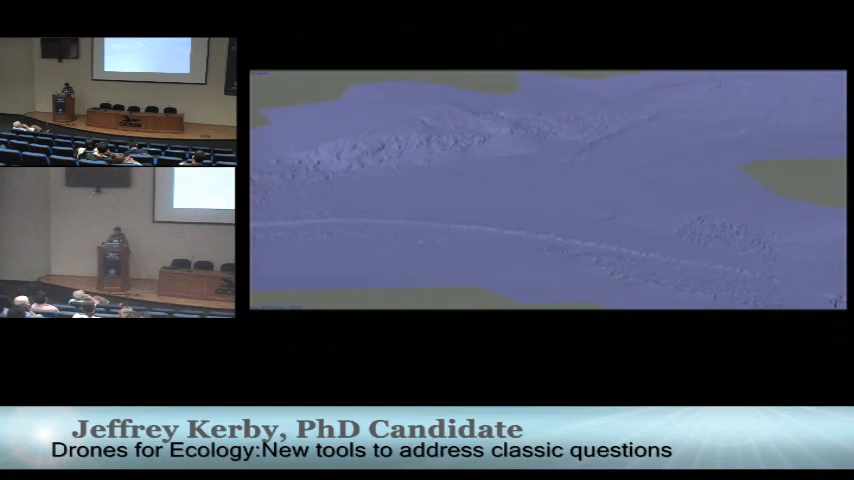 Jeffrey Kerby, PhD Candidate
Drones for Ecology:New tools to address classic questions